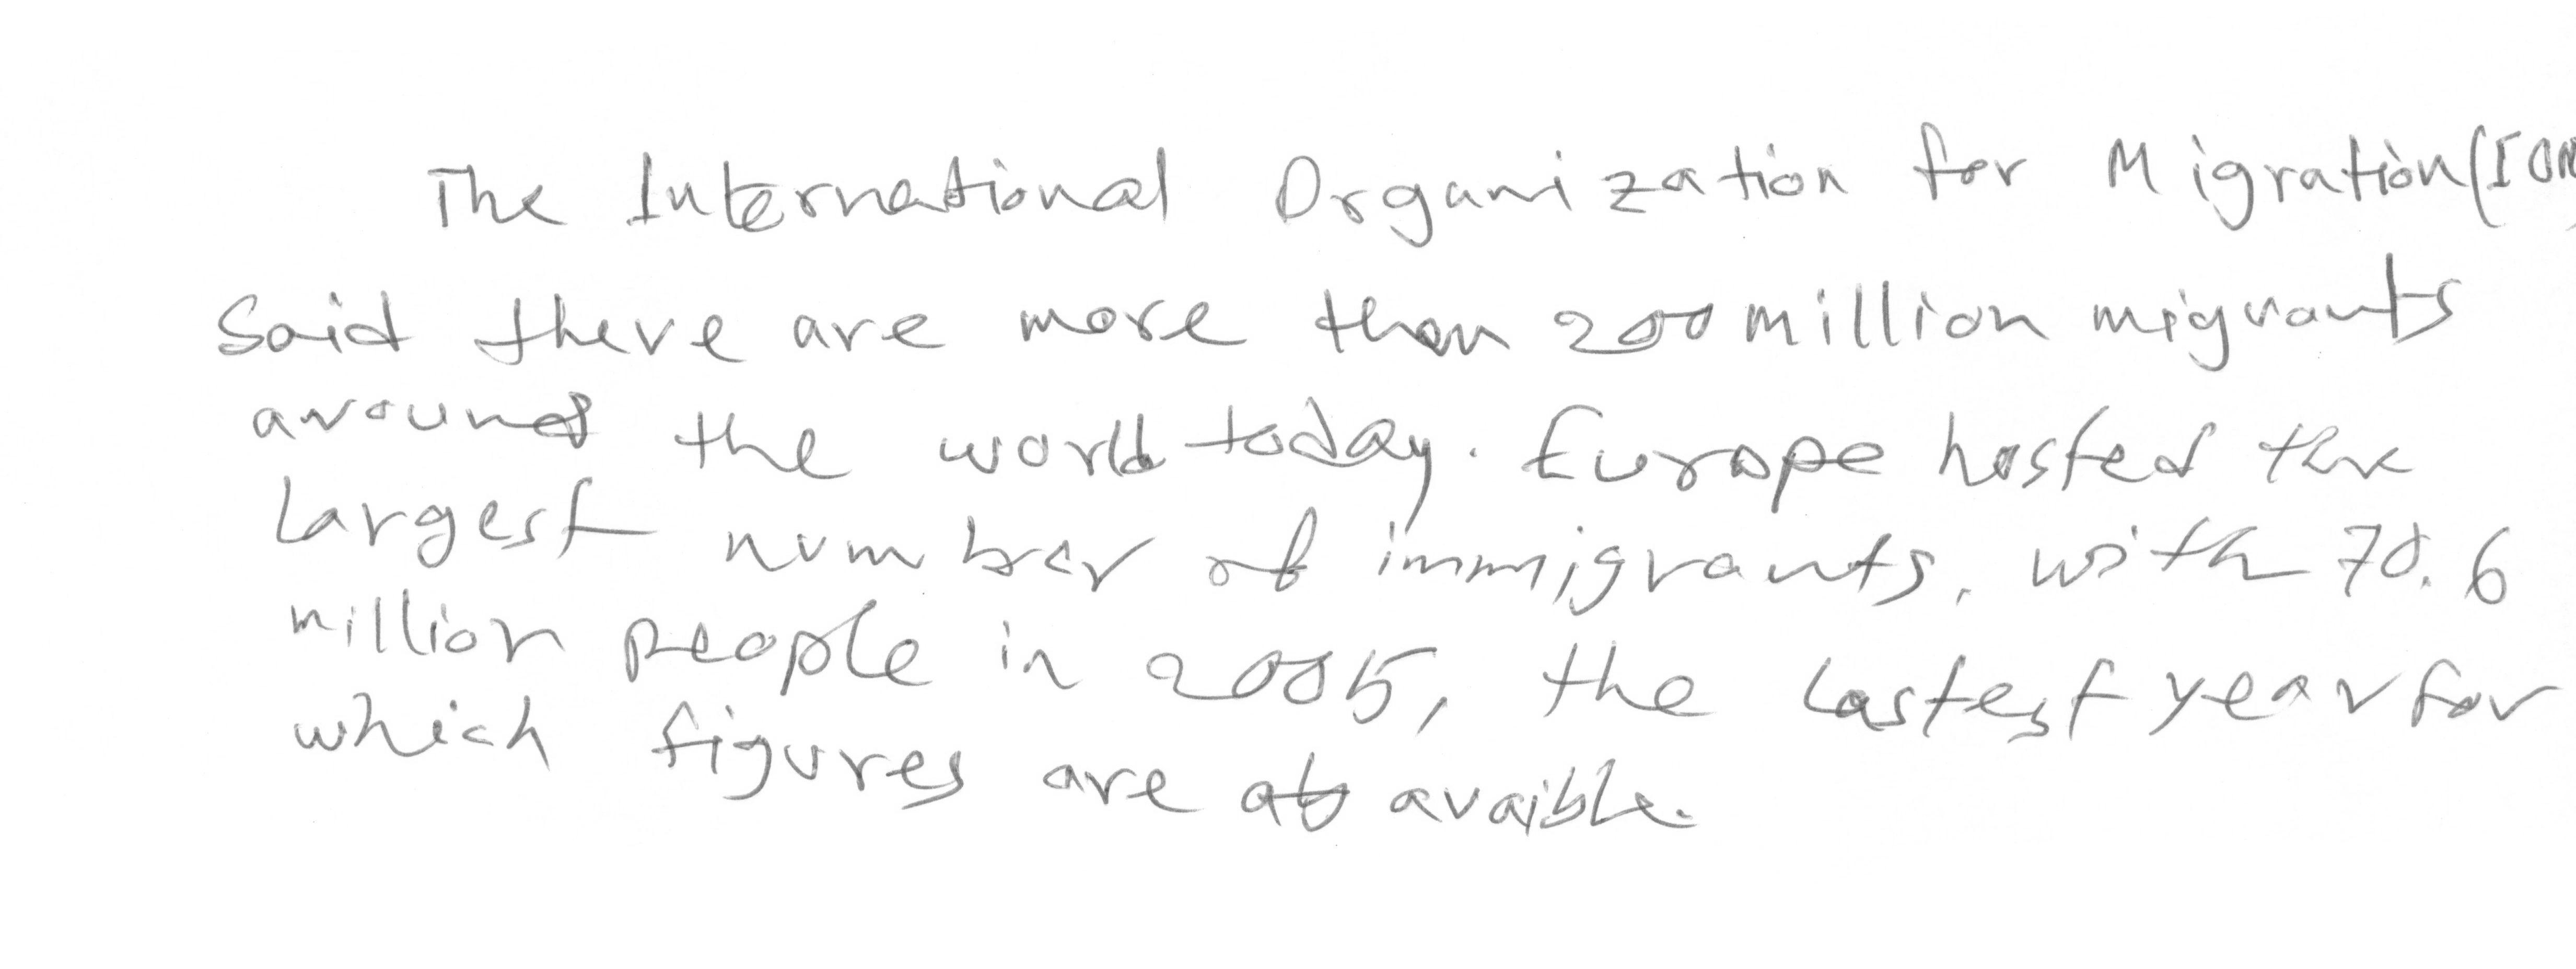 The International Organization for Migration (IOM
Said there are more than 200 million migrants
around the world today. Europe hosted the
largest number of immigrants, with 70.6
million people in 2005, the lastest year for
which figures are avaible.